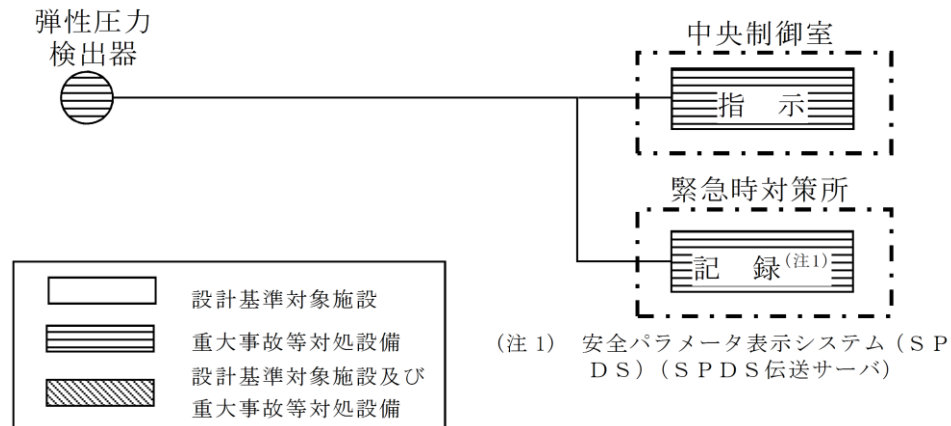 弾性圧力
検出器
中央制御室
指　示
緊急時対策所
記　録(注1)
設計基準対象施設
重大事故等対処設備
設計基準対象施設及び
重大事故等対処設備
(注１)　安全パラメータ表示システム（ＳＰ
ＤＳ）（ＳＰＤＳ伝送サーバ）